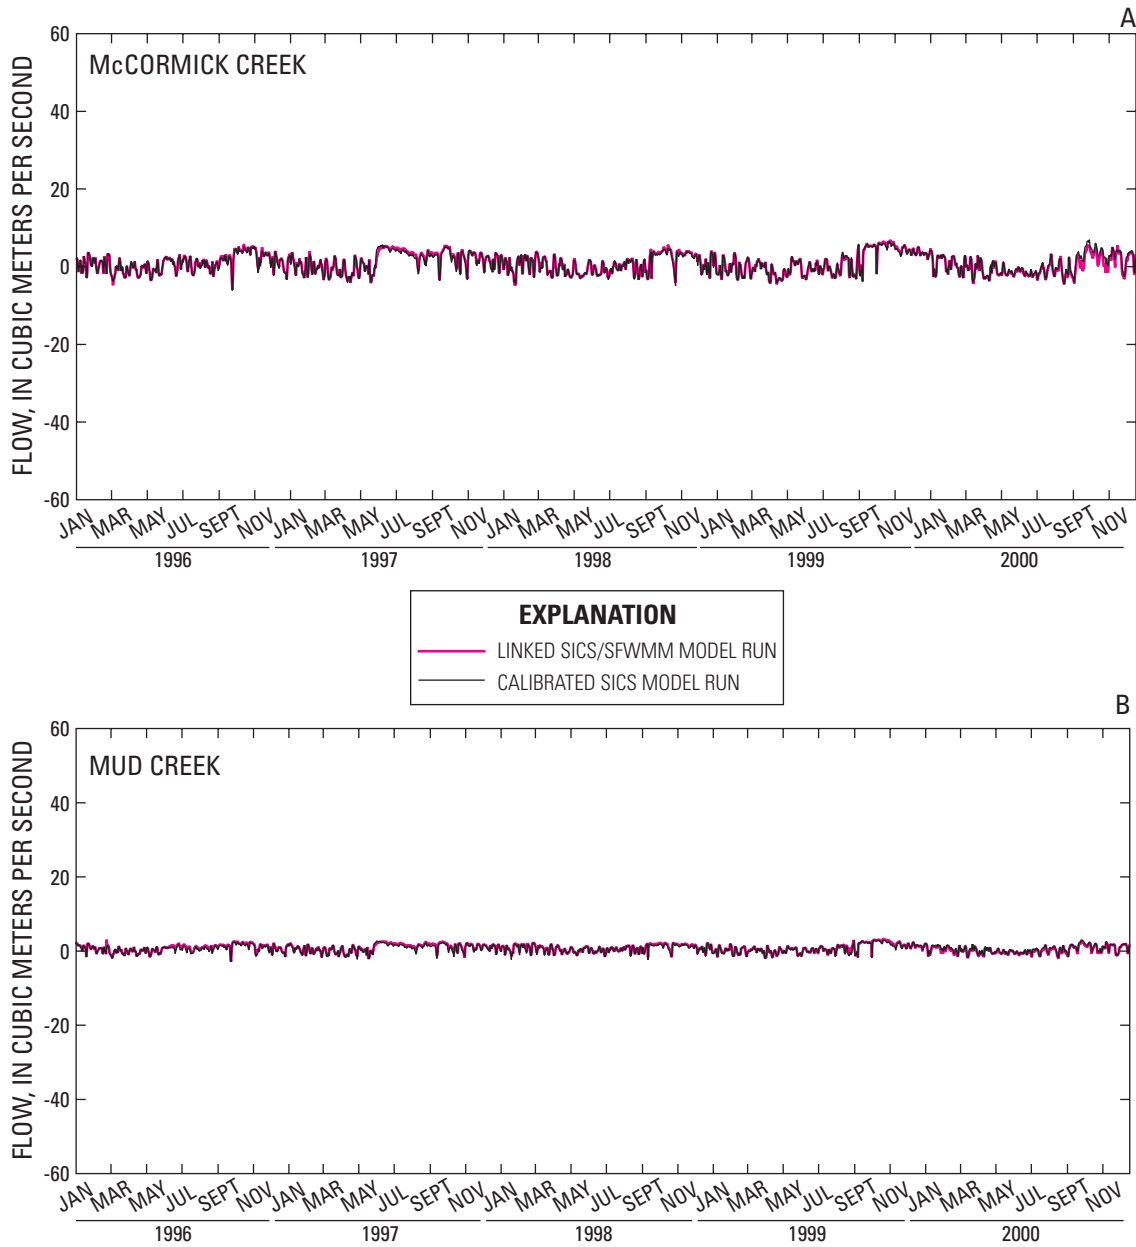 A
McCORMICK CREEK
FLOW, IN CUBIC METERS PER SECOND
60
40
20
0
-20
-40
-60
JAN MAR MAY JUL SEPT NOV JAN MAR MAY JUL SEPT NOV JAN MAR MAY JUL SEPT NOV JAN MAR MAY JUL SEPT NOV JAN MAR MAY JUL SEPT NOV
1996 1997 1998 1999 2000
EXPLANATION
LINKED SICS/SFWMM MODEL RUN
CALIBRATED SICS MODEL RUN
B
MUD CREEK
FLOW, IN CUBIC METERS PER SECOND
60
40
20
0
-20
-40
-60
JAN MAR MAY JUL SEPT NOV JAN MAR MAY JUL SEPT NOV JAN MAR MAY JUL SEPT NOV JAN MAR MAY JUL SEPT NOV JAN MAR MAY JUL SEPT NOV
1996 1997 1998 1999 2000